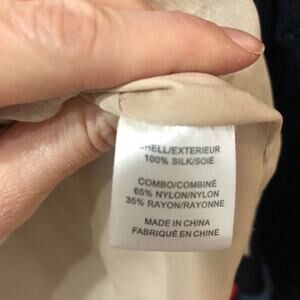 SHELL/EXTERIEUR
100% SILK/SOIE
COMBO/COMBINÉ
65% NYLON/NYLON
35% RAYON/RAYONNE
MADE IN CHINA
FABRIQUÉ EN CHINE